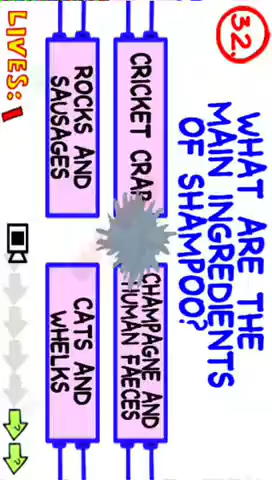 32.
WHAT ARE THE
MAIN INGREDIENTS
OF SHAMPOO?
CRICKET CRAP
CHAMPAGNE AND
HUMAN FAECES
ROCKS AND
SAUSAGES
CATS AND
WHELKS
LIVES: